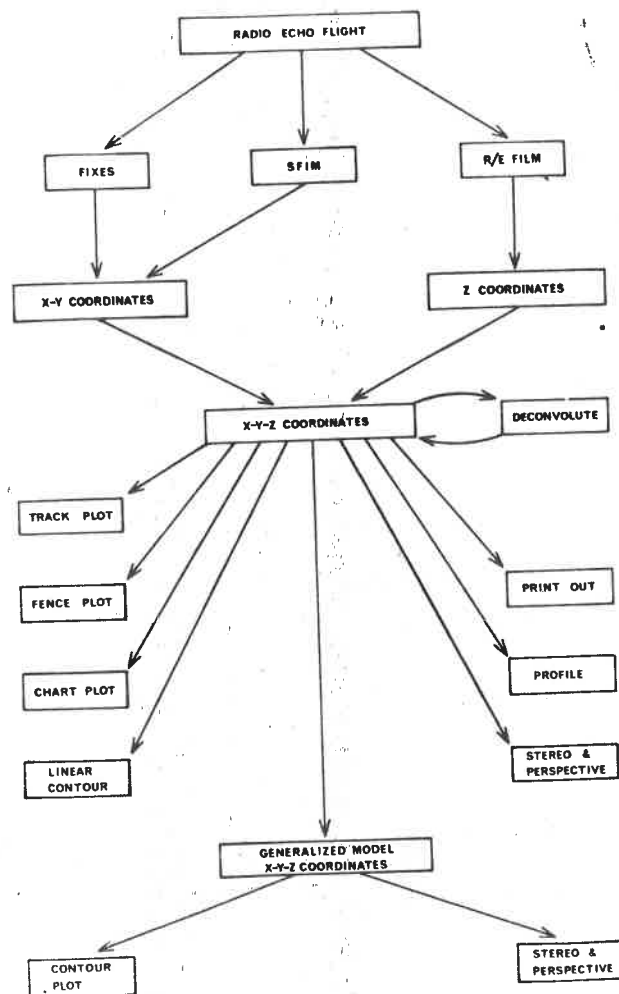 RADIO ECHO FLIGHT
FIXES
SFIM
R/E FILM
X-Y COORDINATES
Z COORDINATES
X-Y-Z COORDINATES
DECONVOLUTE
TRACK PLOT
FENCE PLOT
PRINT OUT
CHART PLOT
PROFILE
LINEAR
CONTOUR
STEREO &
PERSPECTIVE
GENERALIZED MODEL
X-Y-Z COORDINATES
CONTOUR
PLOT
STEREO &
PERSPECTIVE